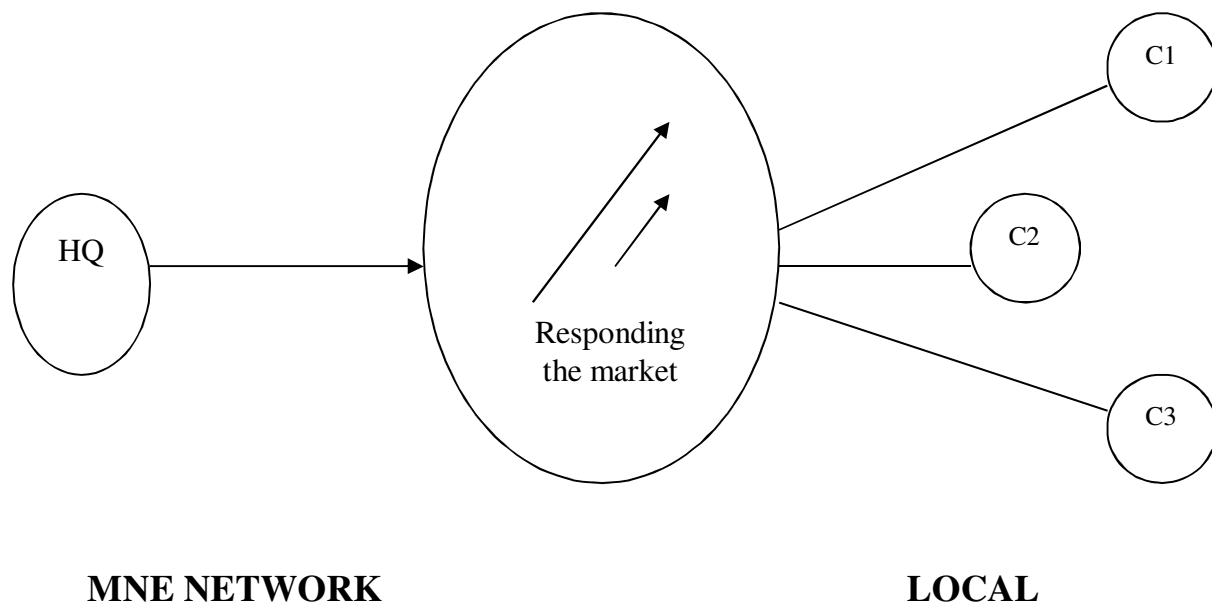 C1
HQ
C2
Responding
the market
C3
MNE NETWORK
LOCAL